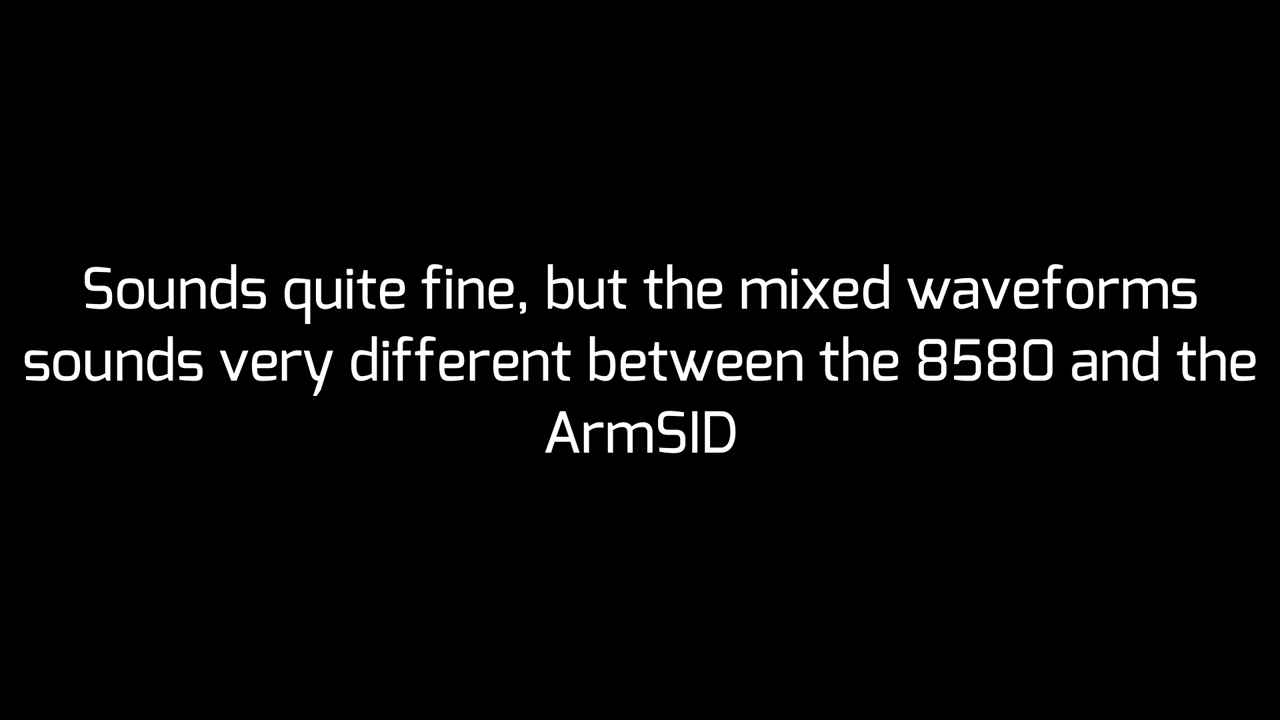 Sounds quite fine, but the mixed waveforms
sounds very different between the 8580 and the
ArmSID